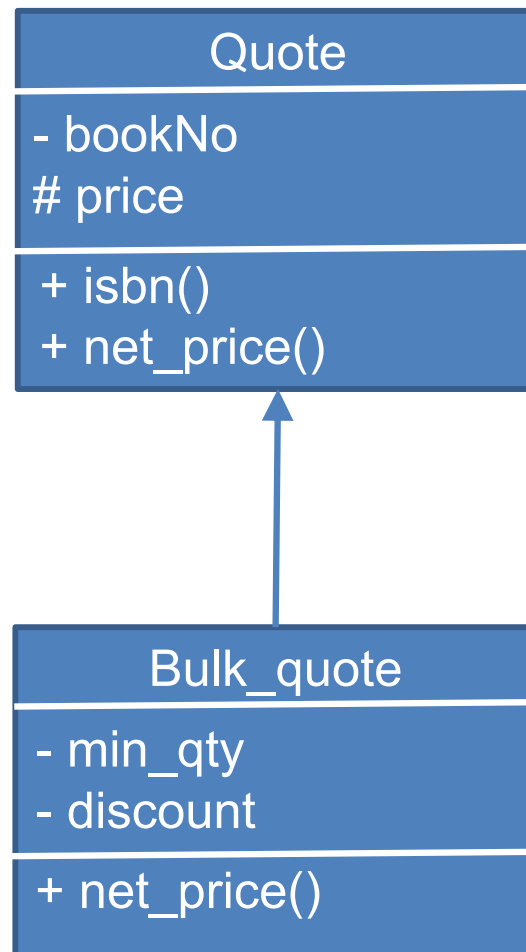 Quote
- bookNo
# price
+ isbn()
+ net_price()
Bulk_quote
- min_qty
- discount
+ net_price()